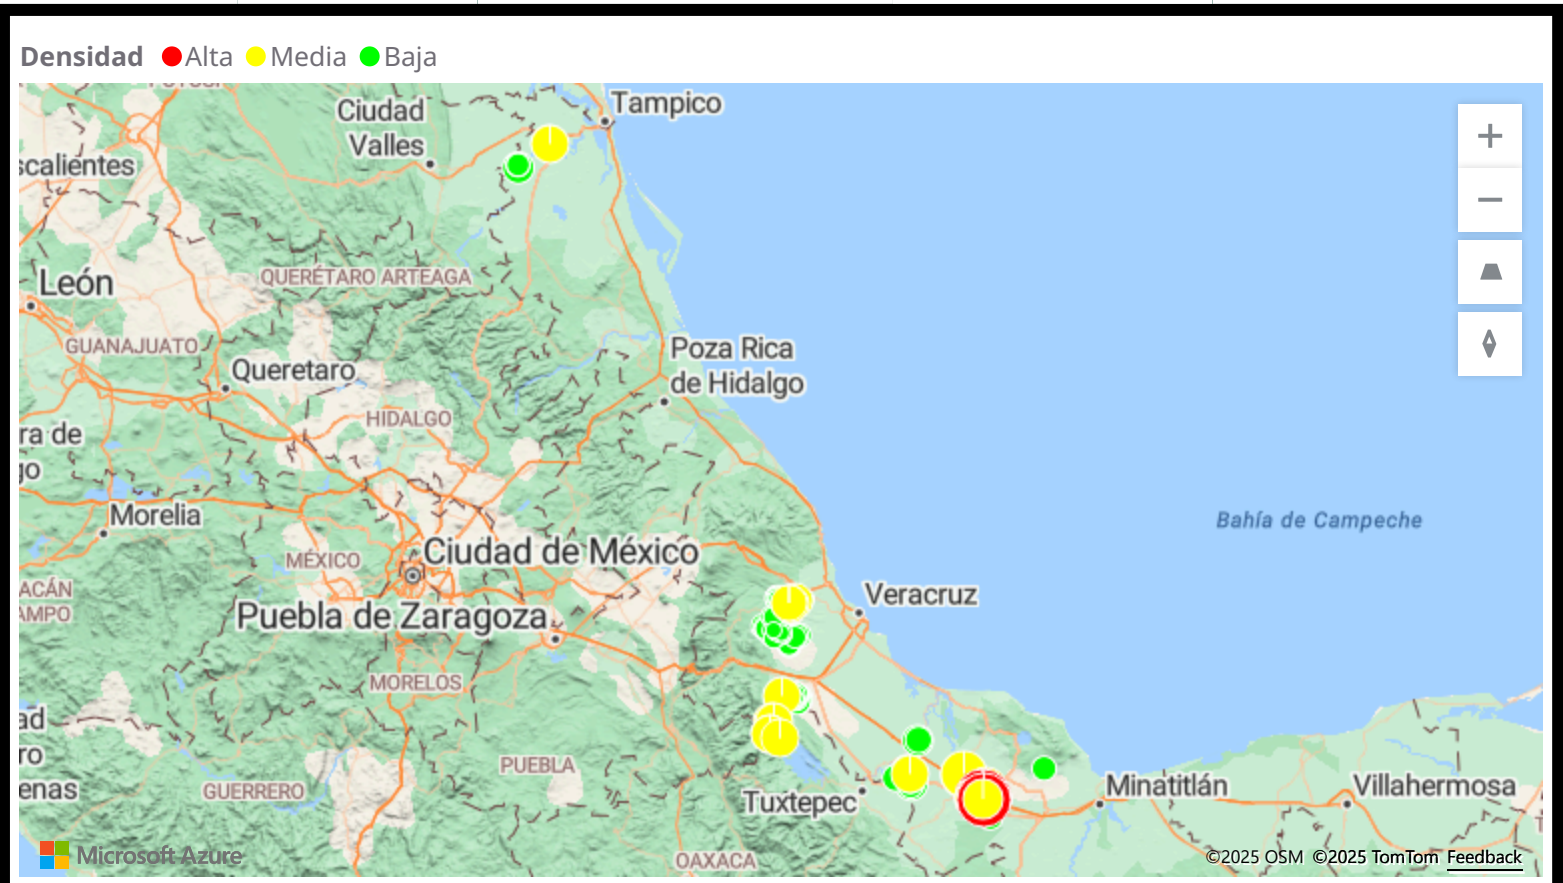 Densidad Alta Media Baja
Tampico
Ciudad
Valles
scalientes
León
QUERÉTARO ARTEAGA
GUANAJUATO
Queretaro
Poza Rica
de Hidalgo
HIDALGO
ra de
go
Morelia
Bahía de Campeche
Ciudad de México
MÉXICO
ACÁN
AMPO
Puebla de Zaragoza
Veracruz
MORELOS
ad
ro
enas
PUEBLA
GUERRERO
Tuxtepec
Minatitlán
Villahermosa
OAXACA
Microsoft Azure
©2025 OSM ©2025 TomTom Feedback